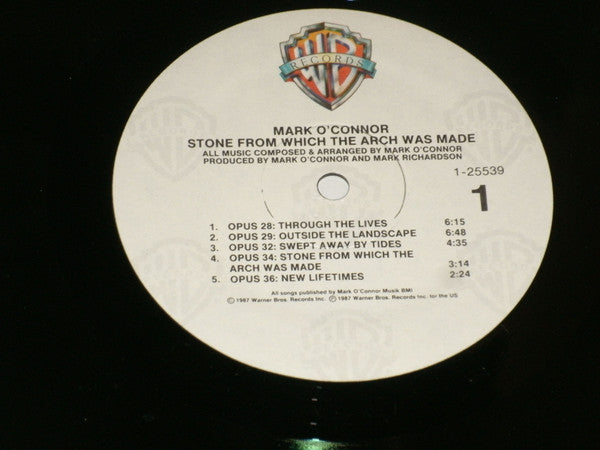 WB
RECORDS
MARK O'CONNOR
STONE FROM WHICH THE ARCH WAS MADE
ALL MUSIC COMPOSED & ARRANGED BY MARK O'CONNOR
PRODUCED BY MARK O'CONNOR AND MARK RICHARDSON
1-25539
1
1. OPUS 28: THROUGH THE LIVES 6:15
2. OPUS 29: OUTSIDE THE LANDSCAPE 6:48
3. OPUS 32: SWEPT AWAY BY TIDES 4:35
4. OPUS 34: STONE FROM WHICH THE
ARCH WAS MADE 3:14
5. OPUS 36: NEW LIFETIMES 2:24
All songs published by Mark O'Connor Musik BMI
© 1987 Warner Bros. Records Inc. ℗ 1987 Warner Bros. Records Inc. for the US